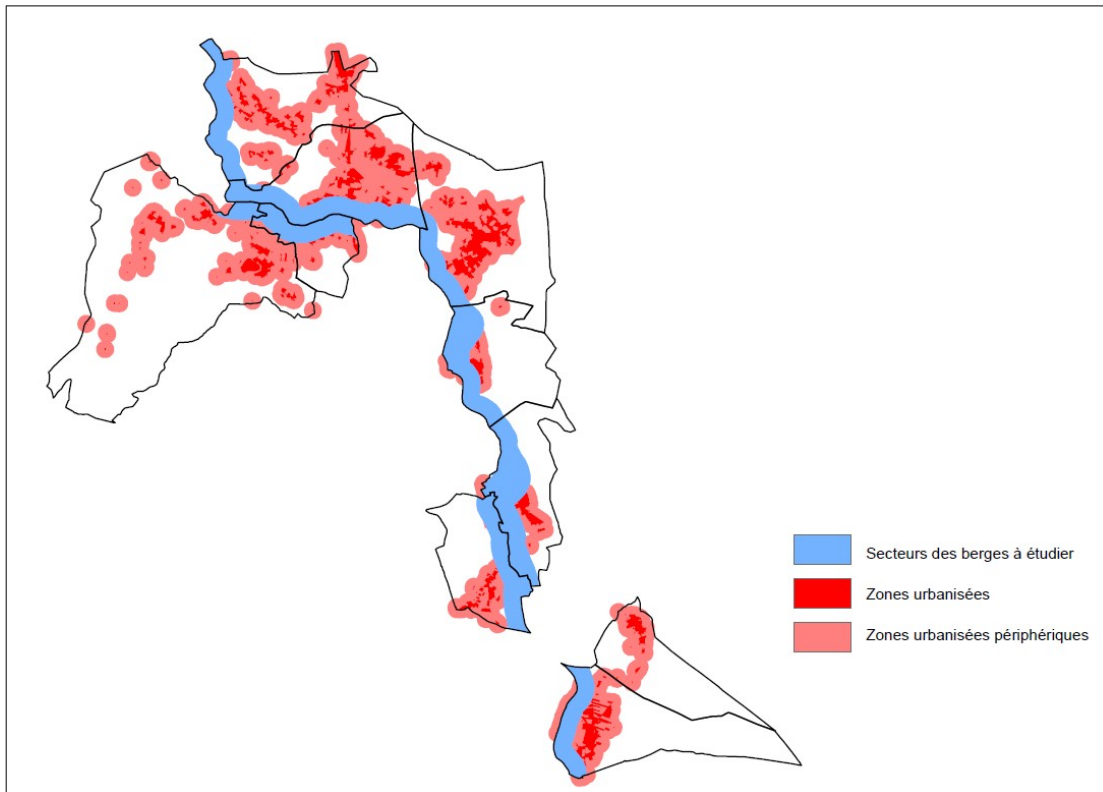 Secteurs des berges à étudier
Zones urbanisées
Zones urbanisées périphériques